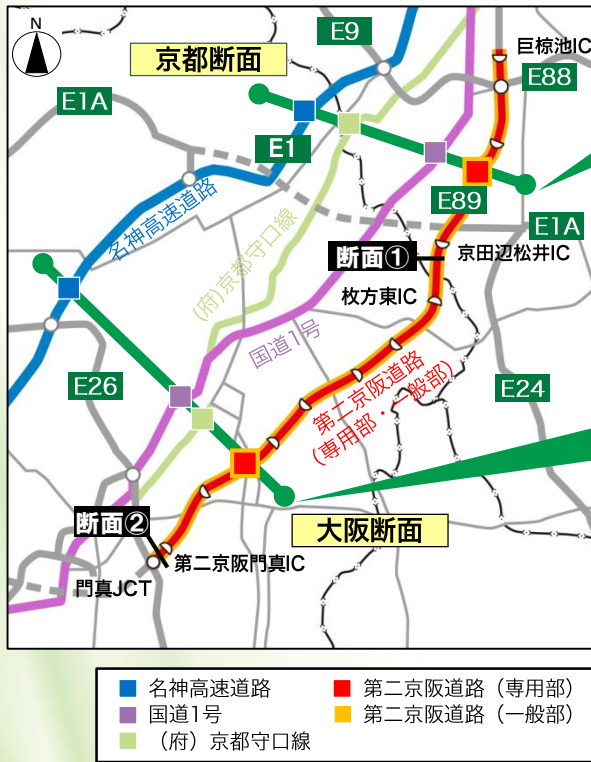 N
E9
巨椋池IC
京都断面
E88
E1A
E1
E89
E1A
名神高速道路
(府)京都守口線
断面①
京田辺松井IC
枚方東IC
国道1号
E26
第二京阪道路
(専用部・一般部)
E24
断面②
大阪断面
第二京阪門真IC
門真JCT
名神高速道路
第二京阪道路（専用部）
国道1号
第二京阪道路（一般部）
（府）京都守口線